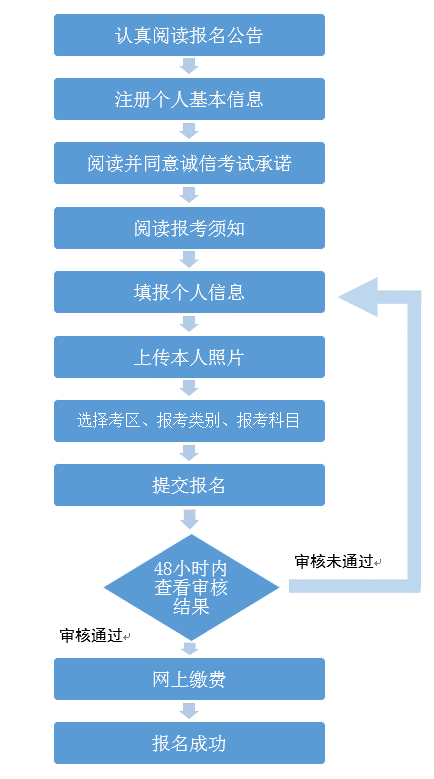 认真阅读报名公告
注册个人基本信息
阅读并同意诚信考试承诺
阅读报考须知
填报个人信息
上传本人照片
选择考区、报考类别、报考科目
提交报名
48小时内
查看审核
结果
审核未通过
审核通过
网上缴费
报名成功